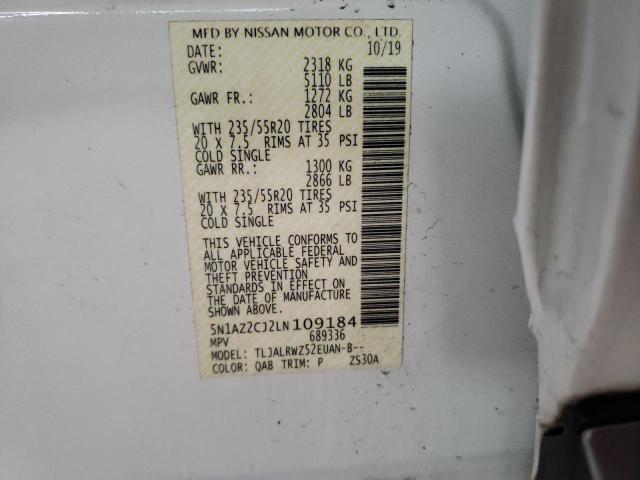 MFD BY NISSAN MOTOR CO., LTD.
DATE: 10/19
GVWR: 2318 KG
5110 LB
GAWR FR.: 1272 KG
2804 LB
WITH 235/55R20 TIRES
20 X 7.5 RIMS AT 35 PSI
COLD SINGLE
GAWR RR.: 1300 KG
2866 LB
WITH 235/55R20 TIRES
20 X 7.5 RIMS AT 35 PSI
COLD SINGLE
THIS VEHICLE CONFORMS TO
ALL APPLICABLE FEDERAL
MOTOR VEHICLE SAFETY AND
THEFT PREVENTION
STANDARDS IN EFFECT ON
THE DATE OF MANUFACTURE
SHOWN ABOVE.
5N1AZ2CJ2LN109184
MPV 689336
MODEL: TLJALRWZ52EUAN-B--
COLOR: QAB TRIM: P ZS30A